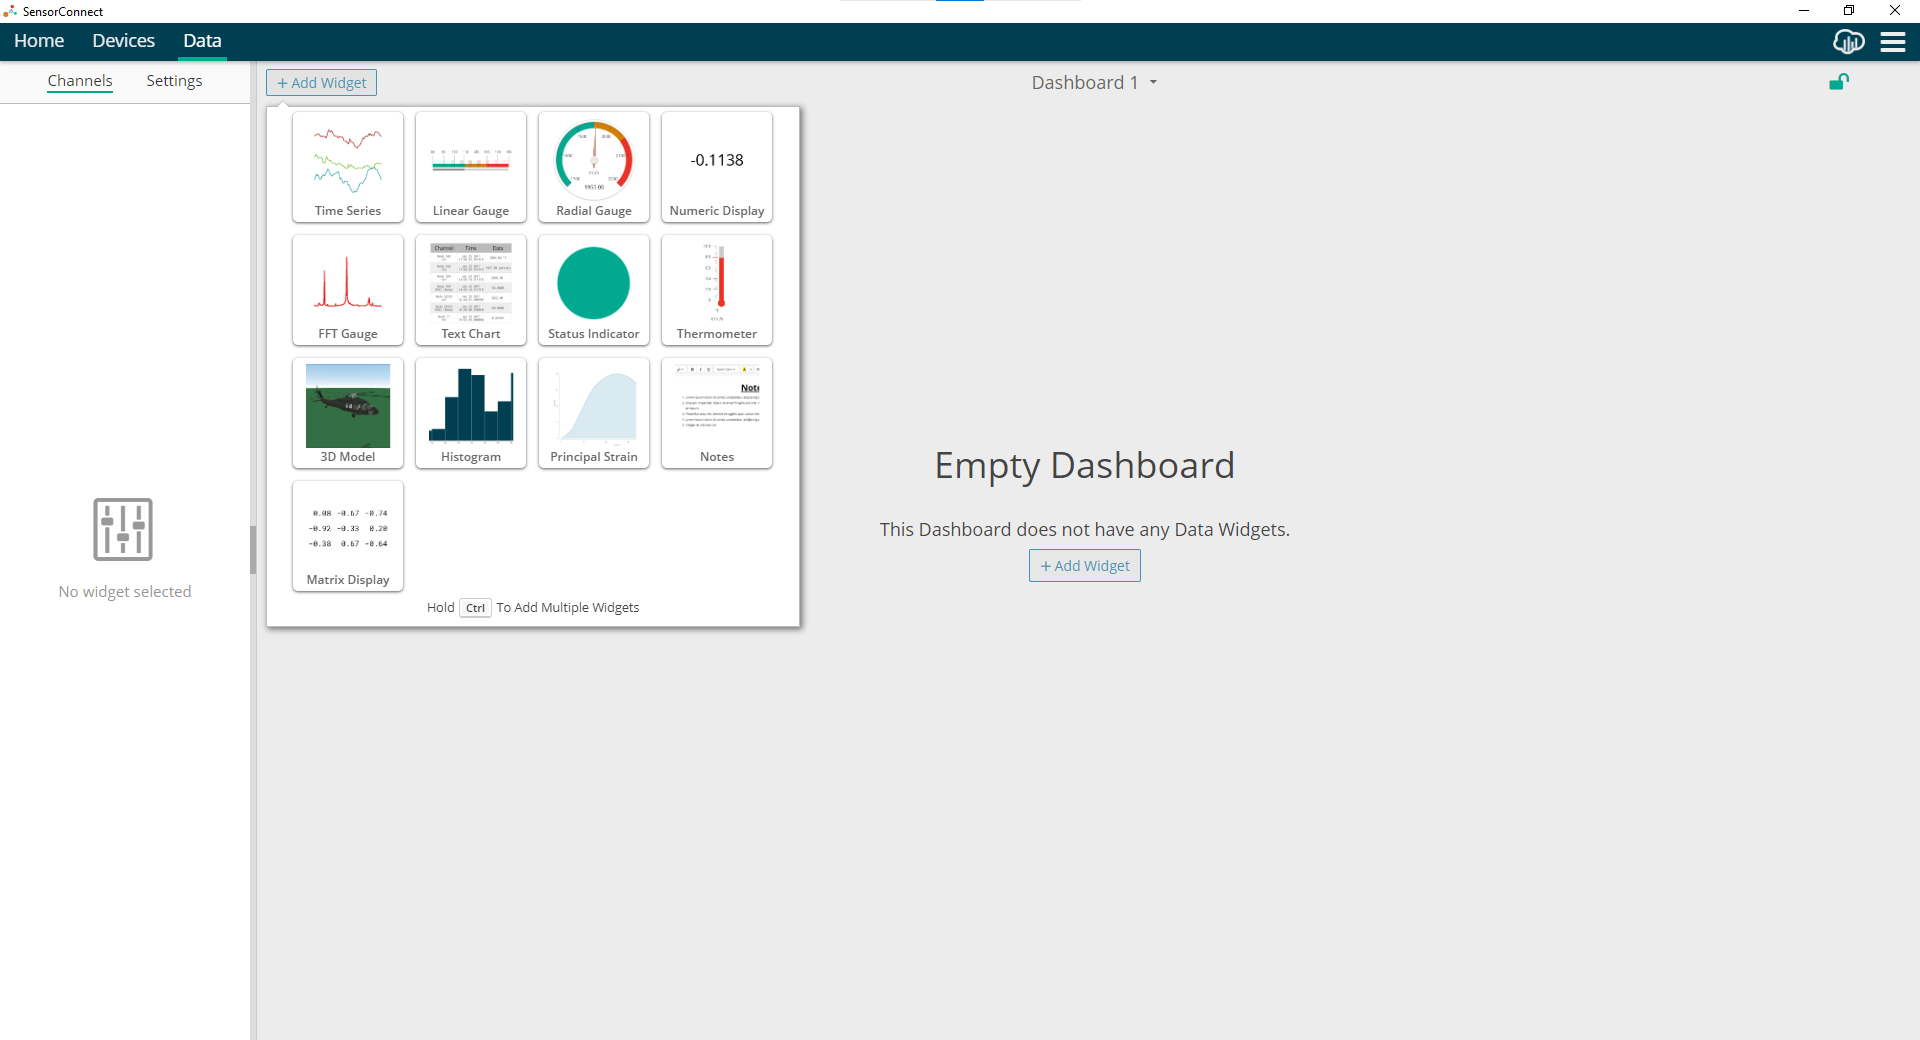 SensorConnect
Home Devices Data
Channels Settings
+ Add Widget
Dashboard 1
Time Series
Linear Gauge
Radial Gauge
-0.1138
Numeric Display
FFT Gauge
Channel Time Data
Text Chart
Status Indicator
Thermometer
3D Model
Histogram
Principal Strain
Notes
0.08 -0.67 -0.74
-0.92 -0.33 0.20
-0.38 0.67 -0.64
Matrix Display
Hold Ctrl To Add Multiple Widgets
No widget selected
Empty Dashboard
This Dashboard does not have any Data Widgets.
+ Add Widget